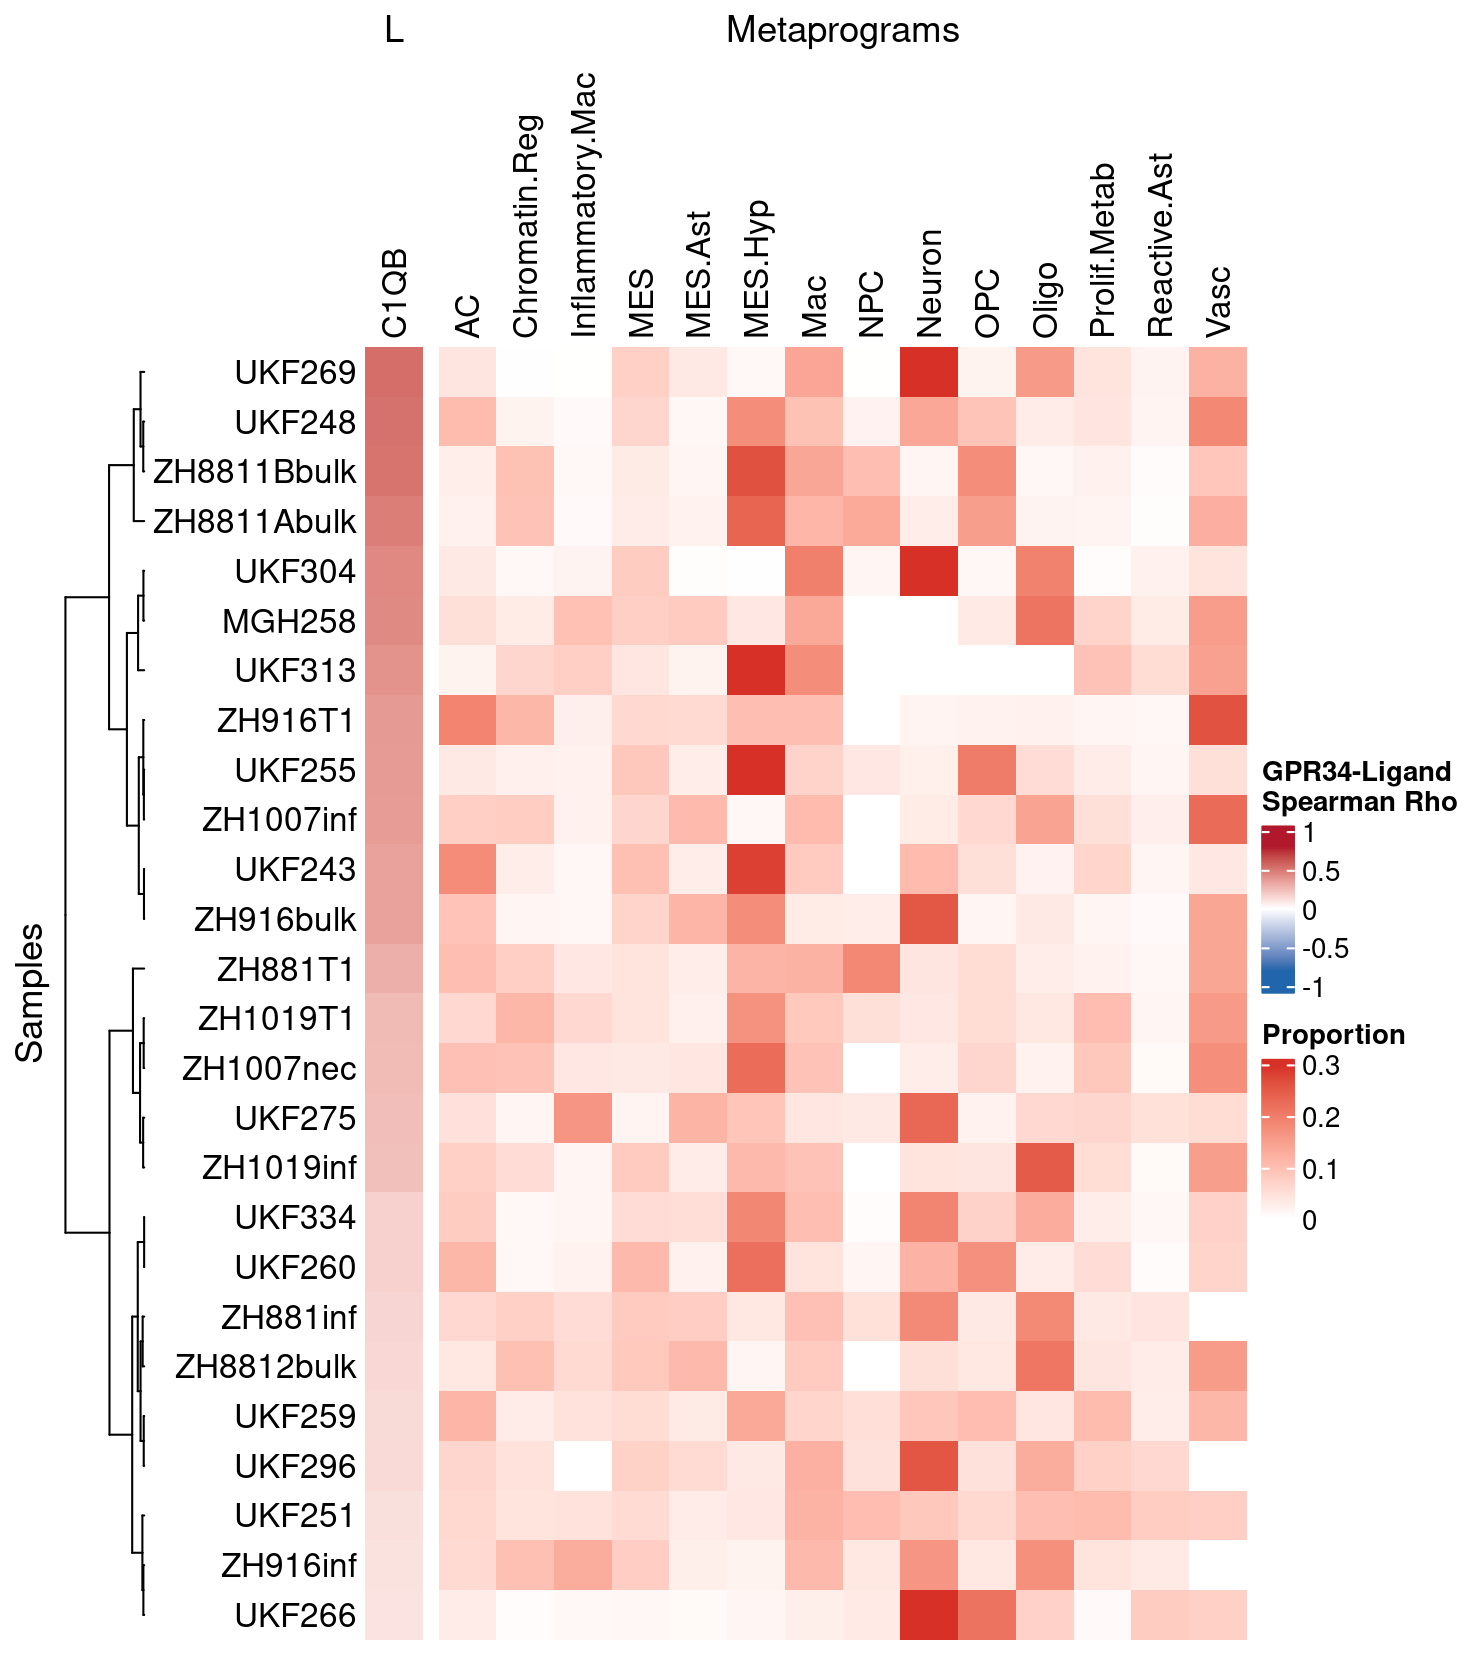 L
Metaprograms
C1QB
AC
Chromatin.Reg
Inflammatory.Mac
MES
MES.Ast
MES.Hyp
Mac
NPC
Neuron
OPC
Oligo
Prolif.Metab
Reactive.Ast
Vasc
Samples
UKF269
UKF248
ZH8811Bbulk
ZH8811Abulk
UKF304
MGH258
UKF313
ZH916T1
UKF255
ZH1007inf
UKF243
ZH916bulk
ZH881T1
ZH1019T1
ZH1007nec
UKF275
ZH1019inf
UKF334
UKF260
ZH881inf
ZH8812bulk
UKF259
UKF296
UKF251
ZH916inf
UKF266
GPR34-Ligand
Spearman Rho
1
0.5
0
-0.5
-1
Proportion
0.3
0.2
0.1
0